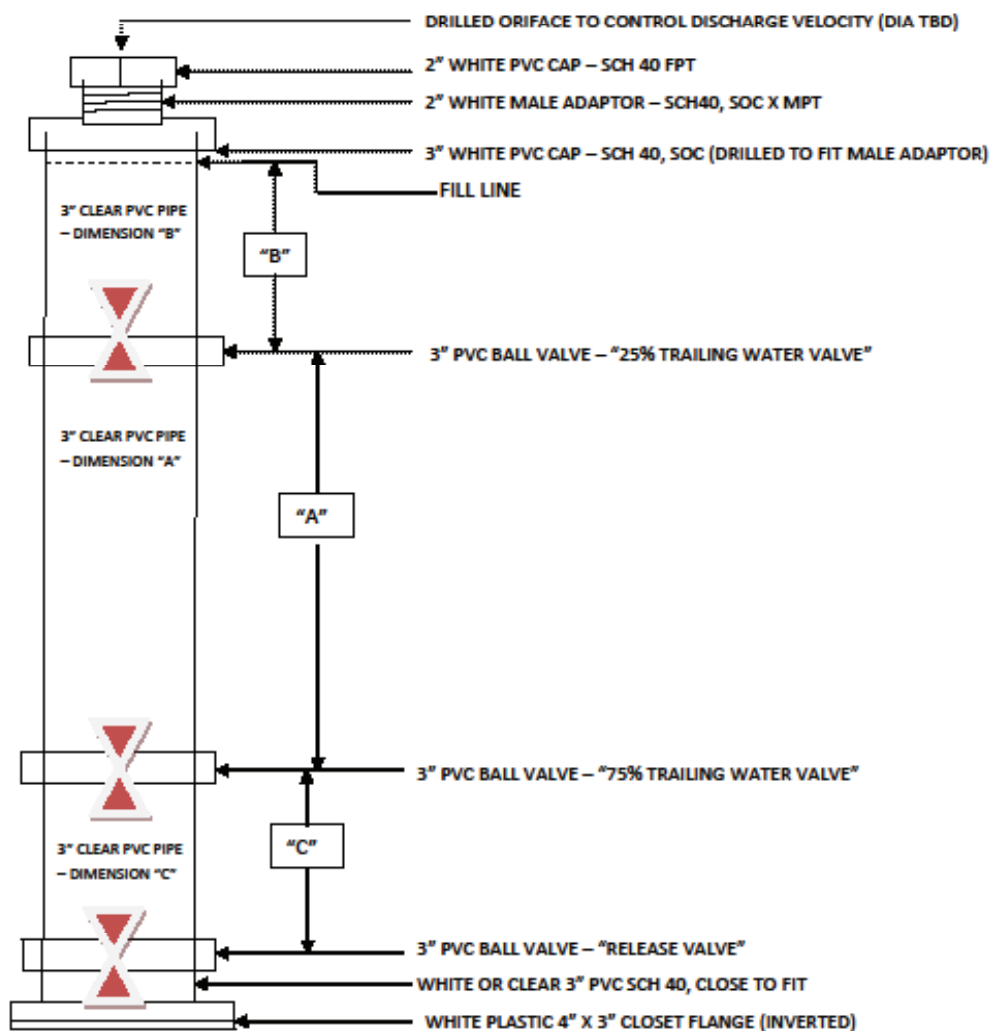 DRILLED ORIFACE TO CONTROL DISCHARGE VELOCITY (DIA TBD)
2” WHITE PVC CAP – SCH 40 FPT
2” WHITE MALE ADAPTOR – SCH40, SOC X MPT
3” WHITE PVC CAP – SCH 40, SOC (DRILLED TO FIT MALE ADAPTOR)
FILL LINE
3” CLEAR PVC PIPE
– DIMENSION “B”
“B”
3” PVC BALL VALVE – “25% TRAILING WATER VALVE”
3” CLEAR PVC PIPE
– DIMENSION “A”
“A”
3” PVC BALL VALVE – “75% TRAILING WATER VALVE”
3” CLEAR PVC PIPE
– DIMENSION “C”
“C”
3” PVC BALL VALVE – “RELEASE VALVE”
WHITE OR CLEAR 3” PVC SCH 40, CLOSE TO FIT
WHITE PLASTIC 4” X 3” CLOSET FLANGE (INVERTED)